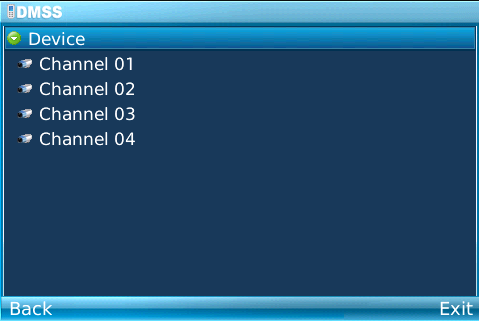 DMSS
Device
Channel 01
Channel 02
Channel 03
Channel 04
Back Exit